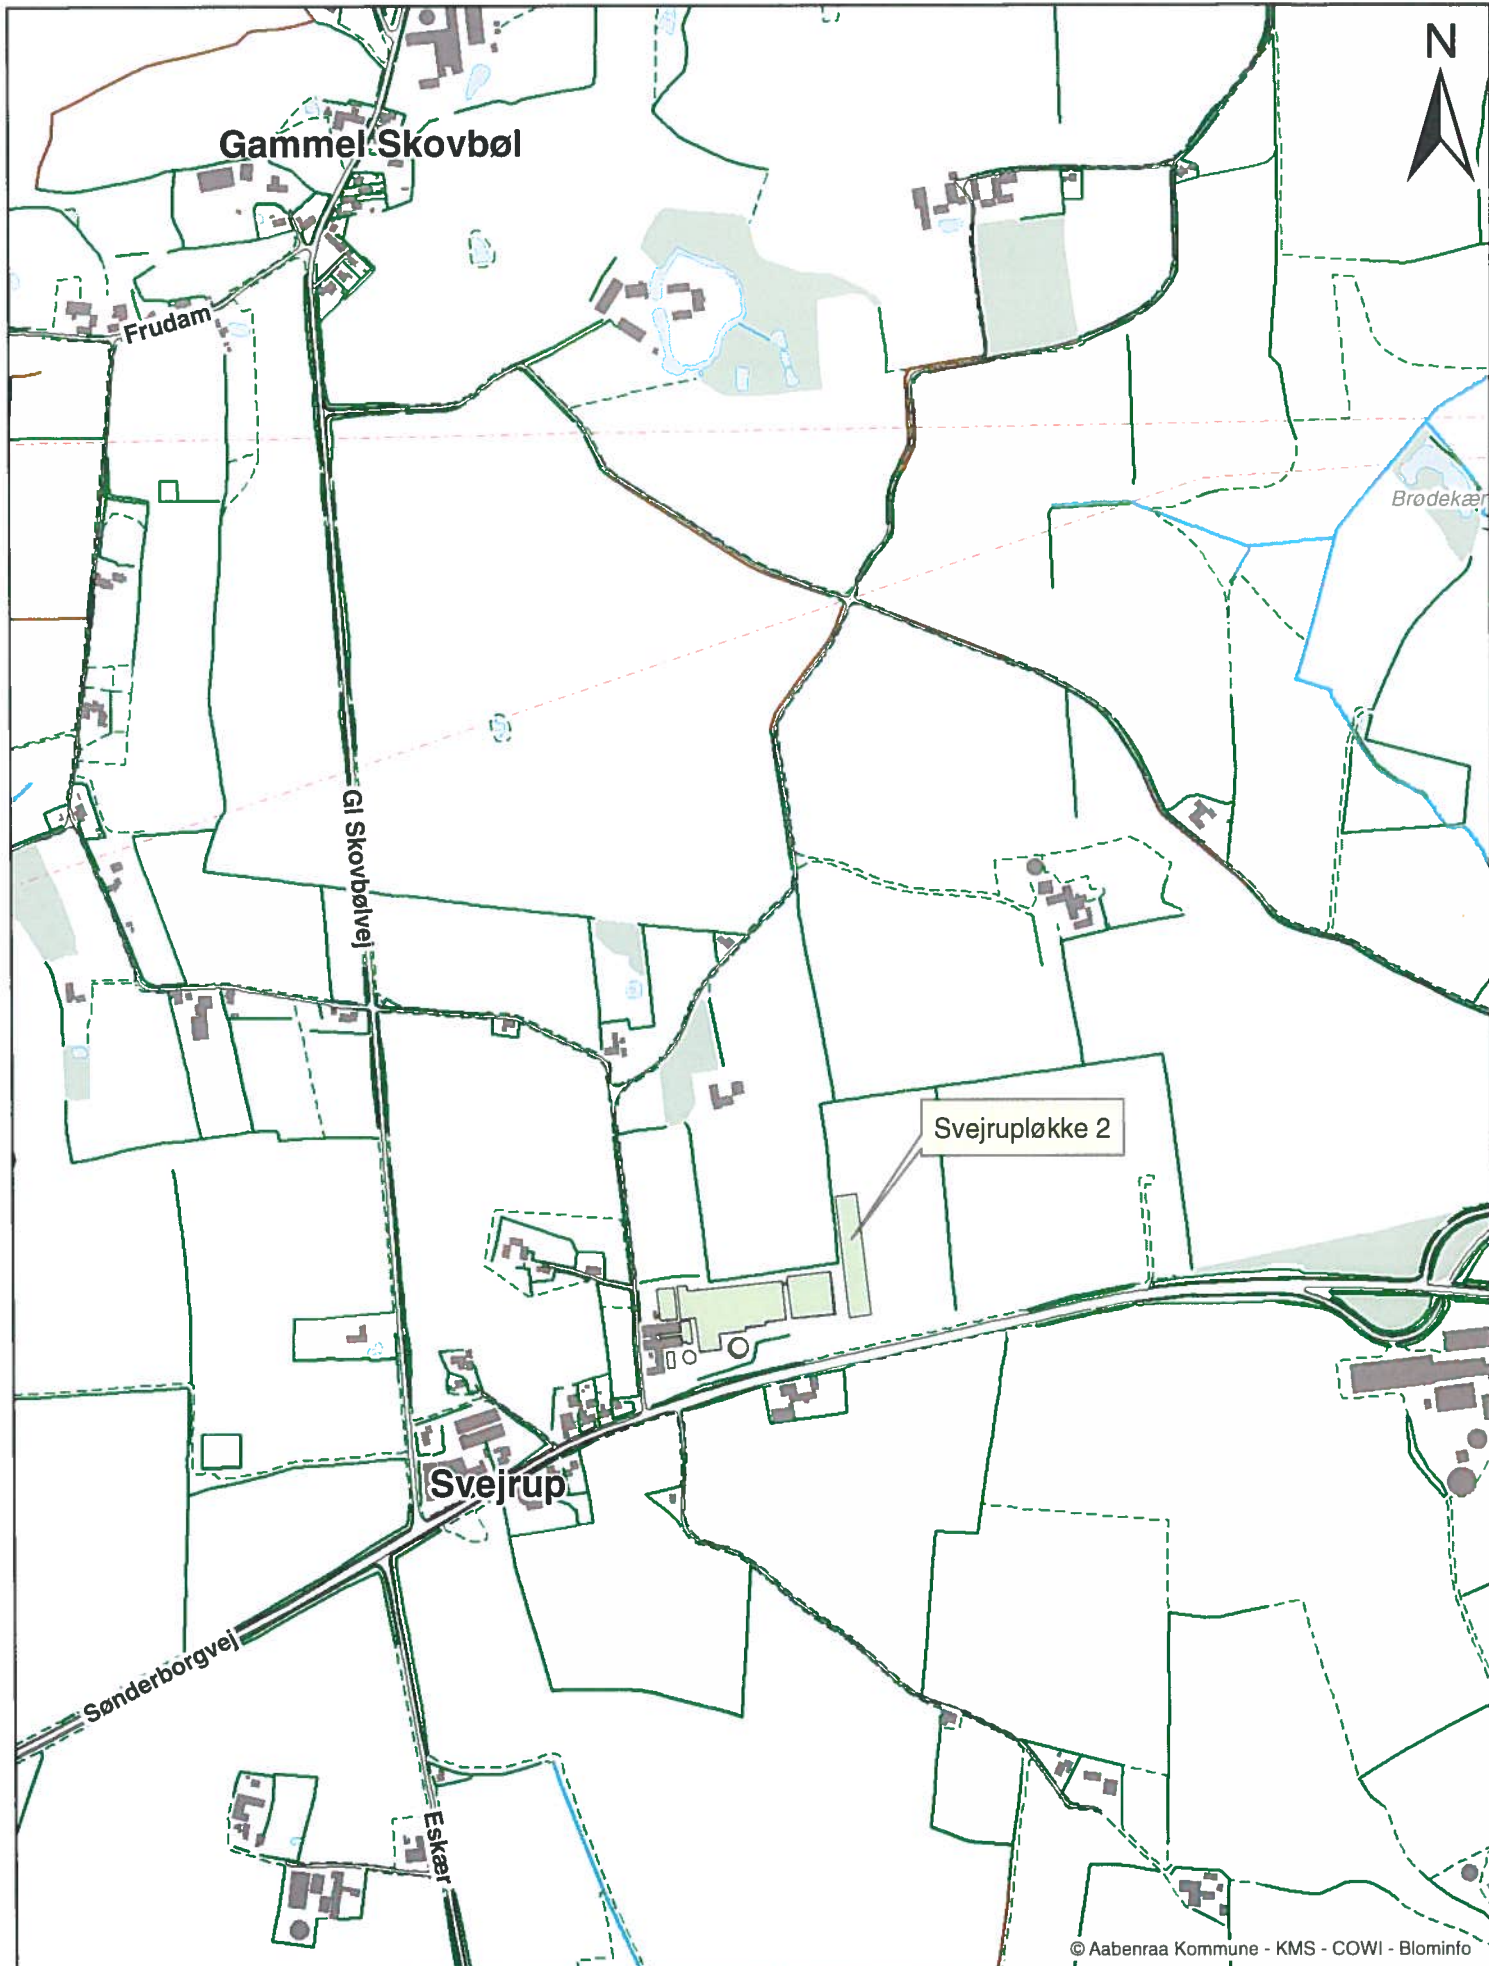 N
Gammel Skovbøl
Frudam
Brødekær
Gl Skovbølvej
Svejrupløkke 2
Svejrup
Sønderborgvej
Eskær
© Aabenraa Kommune - KMS - COWI - Blominfo